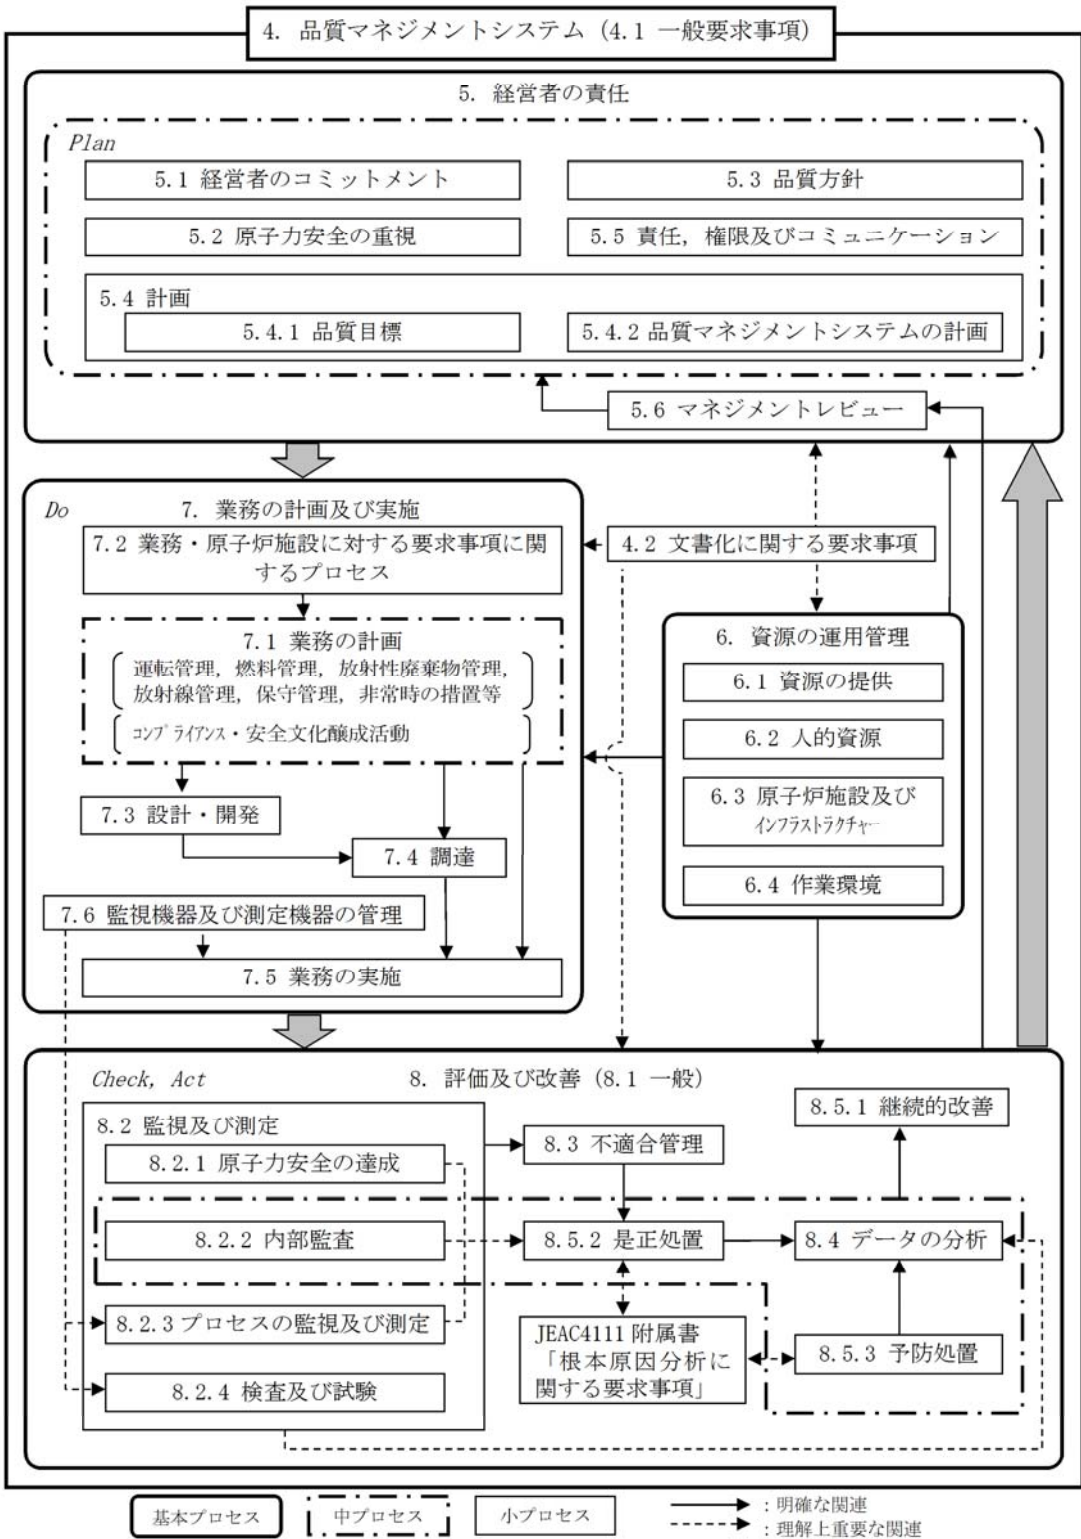 4. 品質マネジメントシステム (4.1 一般要求事項)
5. 経営者の責任
Plan
5.1 経営者のコミットメント
5.3 品質方針
5.2 原子力安全の重視
5.5 責任, 権限及びコミュニケーション
5.4 計画
5.4.1 品質目標
5.4.2 品質マネジメントシステムの計画
5.6 マネジメントレビュー
Do
7. 業務の計画及び実施
7.2 業務・原子炉施設に対する要求事項に関
するプロセス
4.2 文書化に関する要求事項
7.1 業務の計画
運転管理, 燃料管理, 放射性廃棄物管理,
放射線管理, 保守管理, 非常時の措置等
コンプライアンス・安全文化醸成活動
6. 資源の運用管理
6.1 資源の提供
6.2 人的資源
6.3 原子炉施設及び
インフラストラクチャー
6.4 作業環境
7.3 設計・開発
7.4 調達
7.6 監視機器及び測定機器の管理
7.5 業務の実施
Check, Act
8. 評価及び改善 (8.1 一般)
8.2 監視及び測定
8.2.1 原子力安全の達成
8.3 不適合管理
8.5.1 継続的改善
8.2.2 内部監査
8.5.2 是正処置
8.4 データの分析
8.2.3 プロセスの監視及び測定
JEAC4111 附属書
「根本原因分析に
関する要求事項」
8.5.3 予防処置
8.2.4 検査及び試験
基本プロセス
中プロセス
小プロセス
：明確な関連
：理解上重要な関連